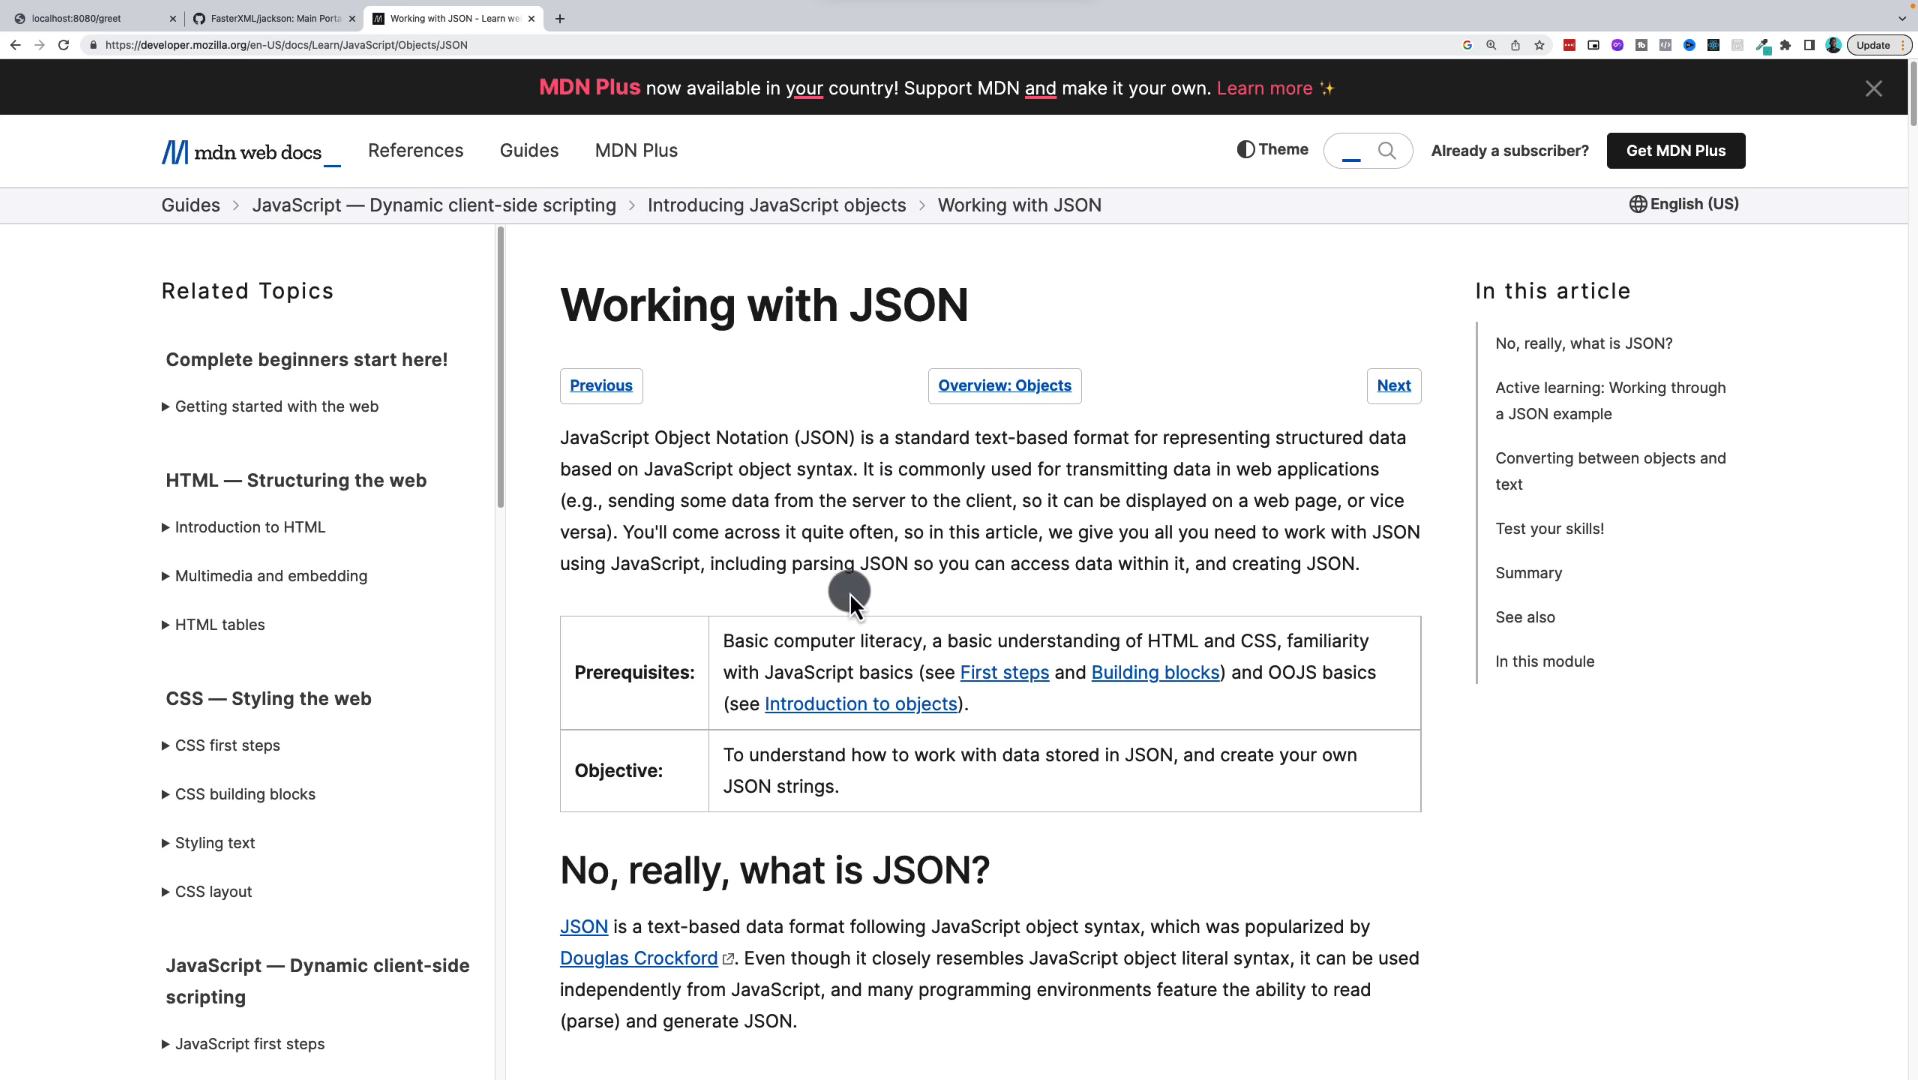 localhost:8080/greet
FasterXML/jackson: Main Porta
Working with JSON - Learn we
https://developer.mozilla.org/en-US/docs/Learn/JavaScript/Objects/JSON
Update
MDN Plus now available in your country! Support MDN and make it your own. Learn more ✨
mdn web docs_
References
Guides
MDN Plus
Theme
Already a subscriber?
Get MDN Plus
Guides > JavaScript — Dynamic client-side scripting > Introducing JavaScript objects > Working with JSON
English (US)
Related Topics
Complete beginners start here!
Getting started with the web
HTML — Structuring the web
Introduction to HTML
Multimedia and embedding
HTML tables
CSS — Styling the web
CSS first steps
CSS building blocks
Styling text
CSS layout
JavaScript — Dynamic client-side
scripting
JavaScript first steps
Working with JSON
Previous
Overview: Objects
Next
JavaScript Object Notation (JSON) is a standard text-based format for representing structured data
based on JavaScript object syntax. It is commonly used for transmitting data in web applications
(e.g., sending some data from the server to the client, so it can be displayed on a web page, or vice
versa). You'll come across it quite often, so in this article, we give you all you need to work with JSON
using JavaScript, including parsing JSON so you can access data within it, and creating JSON.
Prerequisites:
Basic computer literacy, a basic understanding of HTML and CSS, familiarity
with JavaScript basics (see First steps and Building blocks) and OOJS basics
(see Introduction to objects).
Objective:
To understand how to work with data stored in JSON, and create your own
JSON strings.
No, really, what is JSON?
JSON is a text-based data format following JavaScript object syntax, which was popularized by
Douglas Crockford. Even though it closely resembles JavaScript object literal syntax, it can be used
independently from JavaScript, and many programming environments feature the ability to read
(parse) and generate JSON.
In this article
No, really, what is JSON?
Active learning: Working through
a JSON example
Converting between objects and
text
Test your skills!
Summary
See also
In this module